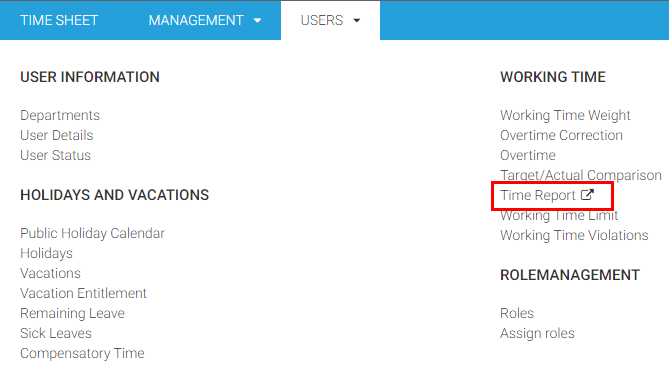 TIME SHEET
MANAGEMENT
USERS
USER INFORMATION
Departments
User Details
User Status
HOLIDAYS AND VACATIONS
Public Holiday Calendar
Holidays
Vacations
Vacation Entitlement
Remaining Leave
Sick Leaves
Compensatory Time
WORKING TIME
Working Time Weight
Overtime Correction
Overtime
Target/Actual Comparison
Time Report
Working Time Limit
Working Time Violations
ROLEMANAGEMENT
Roles
Assign roles